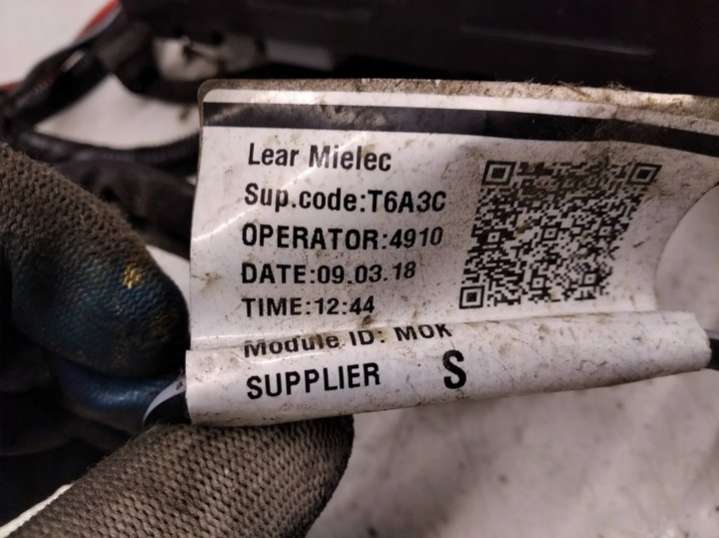 Lear Mielec
Sup.code:T6A3C
OPERATOR:4910
DATE:09.03.18
TIME:12:44
Module ID: MOK
SUPPLIER S